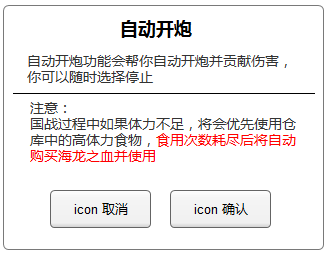 自动开炮
自动开炮功能会帮你自动开炮并贡献伤害，
你可以随时选择停止
注意：
国战过程中如果体力不足，将会优先使用仓
库中的高体力食物，食用次数耗尽后将自动
购买海龙之血并使用
icon 取消
icon 确认